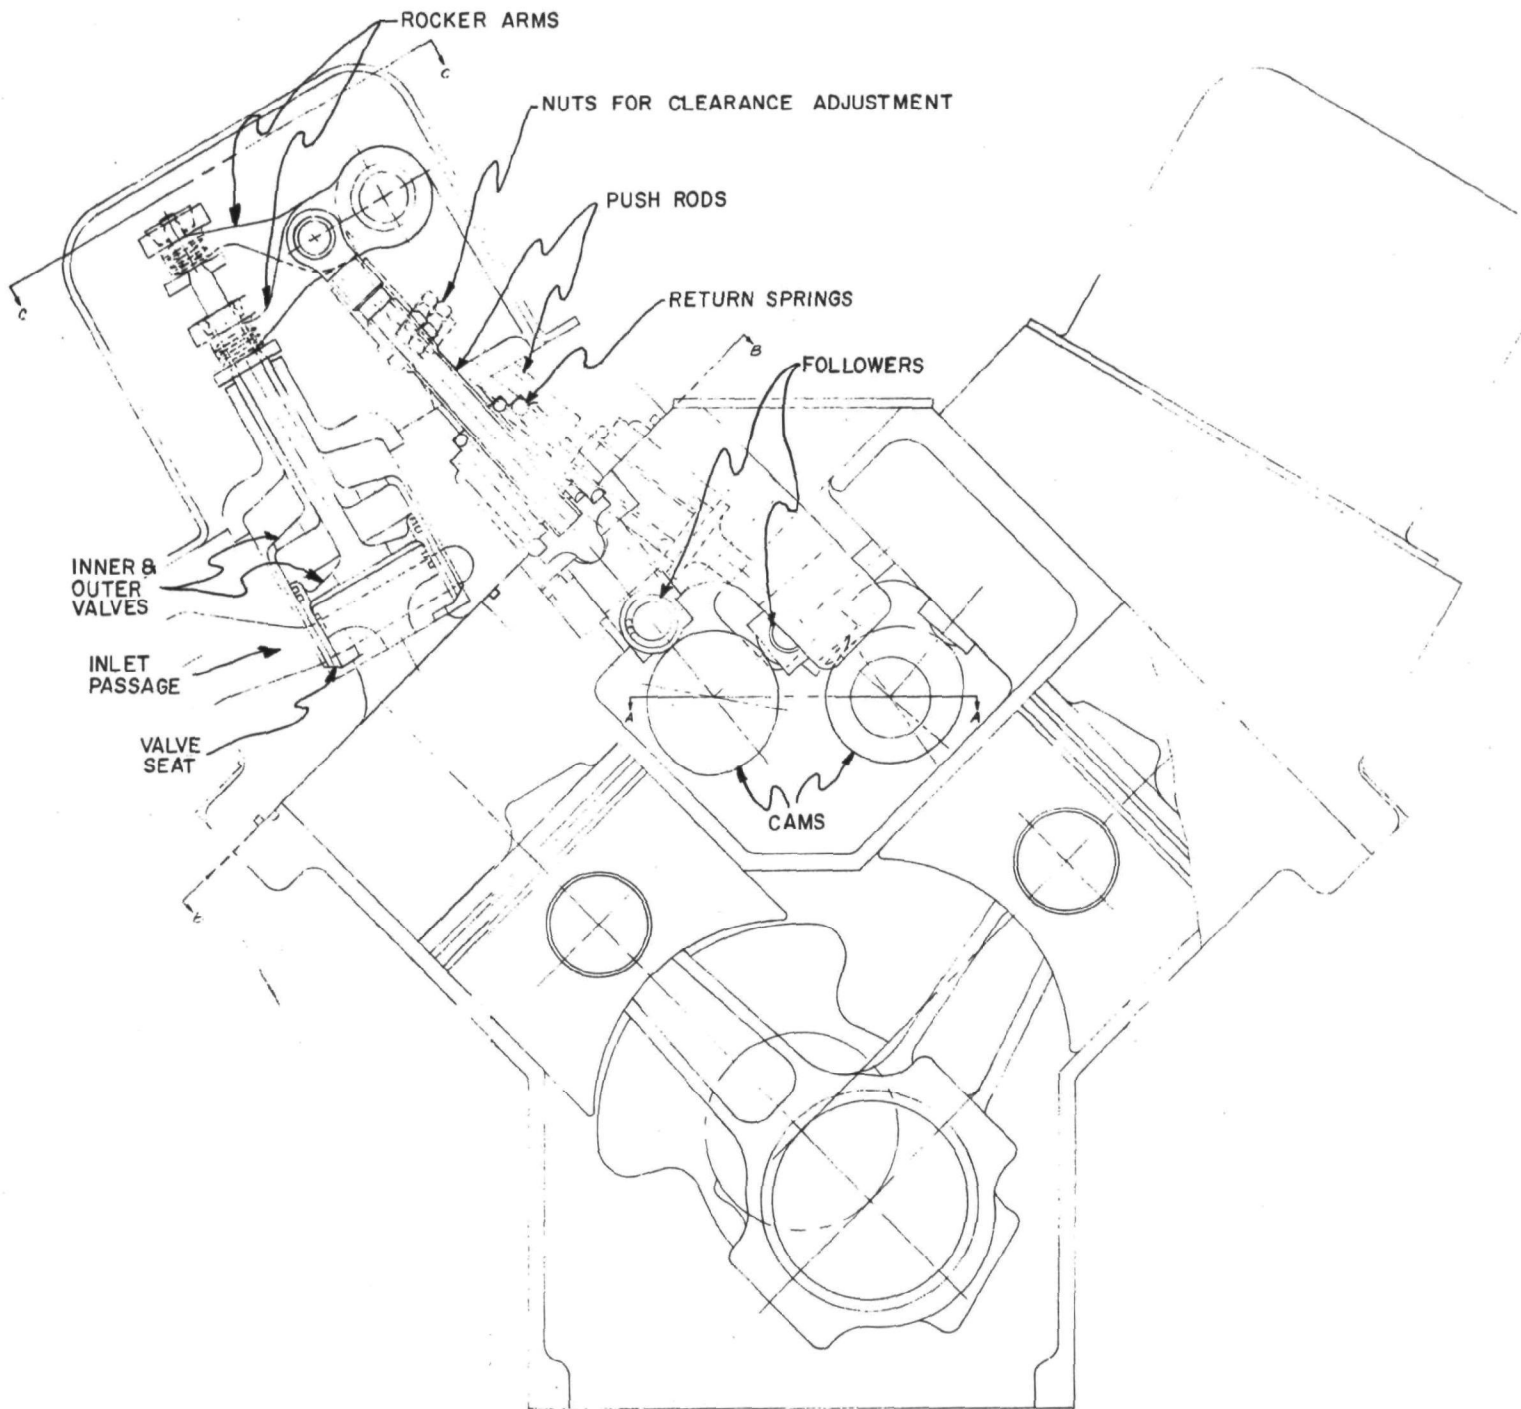 ROCKER ARMS
C
NUTS FOR CLEARANCE ADJUSTMENT
PUSH RODS
RETURN SPRINGS
C
B
FOLLOWERS
INNER &
OUTER
VALVES
INLET
PASSAGE
A
A
VALVE
SEAT
CAMS